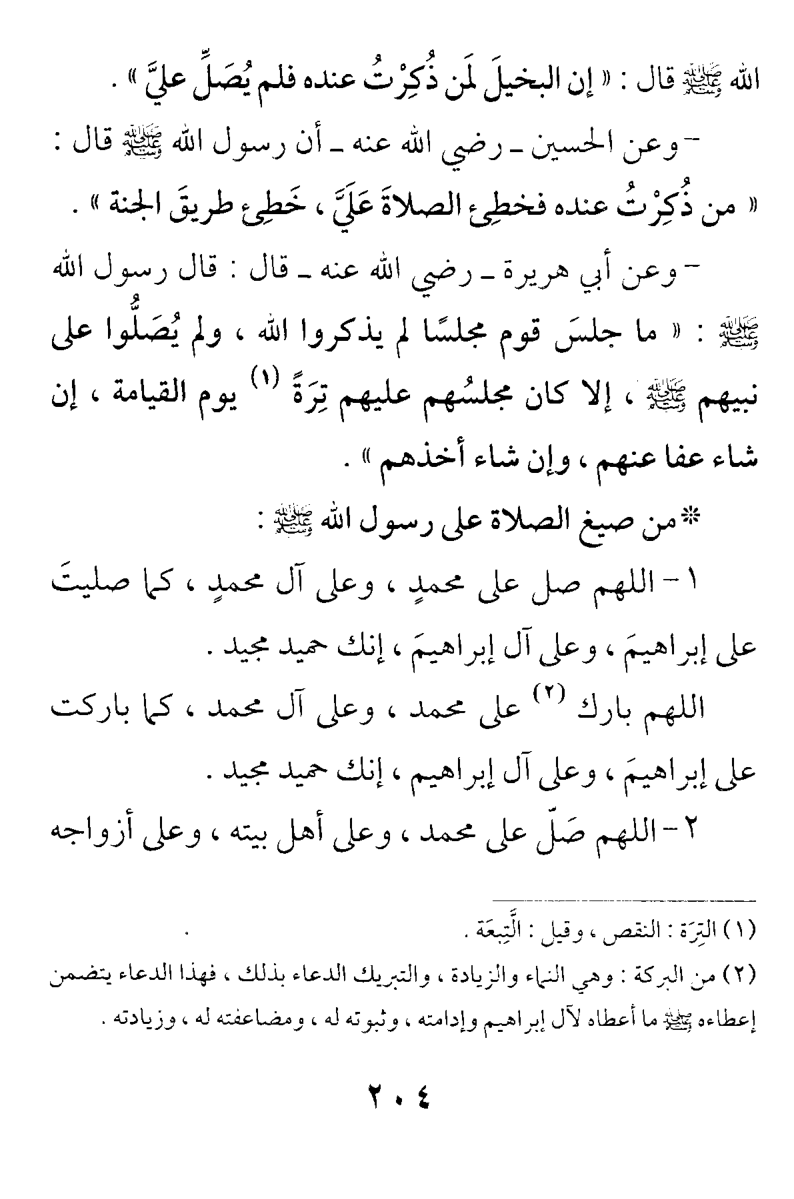 الله ﷺ قال : « إن البخيلَ لَمن ذُكِرْتُ عنده فلم يُصَلِّ عليَّ » .
- وعن الحسين ـ رضي الله عنه ـ أن رسول الله ﷺ قال :
« من ذُكِرْتُ عنده فخطِئ الصلاةَ عَلَيَّ ، خَطِئ طريقَ الجنة » .
- وعن أبي هريرة ـ رضي الله عنه ـ قال : قال رسول الله
ﷺ : « ما جلسَ قوم مجلسًا لم يذكروا الله ، ولم يُصَلُّوا على
نبيهم ﷺ ، إلا كان مجلسُهم عليهم تِرَةً (١) يوم القيامة ، إن
شاء عفا عنهم ، وإن شاء أخذهم » .
* من صيغ الصلاة على رسول الله ﷺ :
١ - اللهم صل على محمدٍ ، وعلى آل محمدٍ ، كما صليتَ
على إبراهيمَ ، وعلى آل إبراهيمَ ، إنك حميد مجيد .
اللهم بارك (٢) على محمد ، وعلى آل محمد ، كما باركت
على إبراهيمَ ، وعلى آل إبراهيم ، إنك حميد مجيد .
٢ - اللهم صَلّ على محمد ، وعلى أهل بيته ، وعلى أزواجه
(١) التِرَة : النقص ، وقيل : الَّتِبعَة .
(٢) من البركة : وهي النماء والزيادة ، والتبريك الدعاء بذلك ، فهذا الدعاء يتضمن
إعطاءه ﷺ ما أعطاه لآل إبراهيم وإدامته ، وثبوته له ، ومضاعفته له ، وزيادته .
٢٠٤